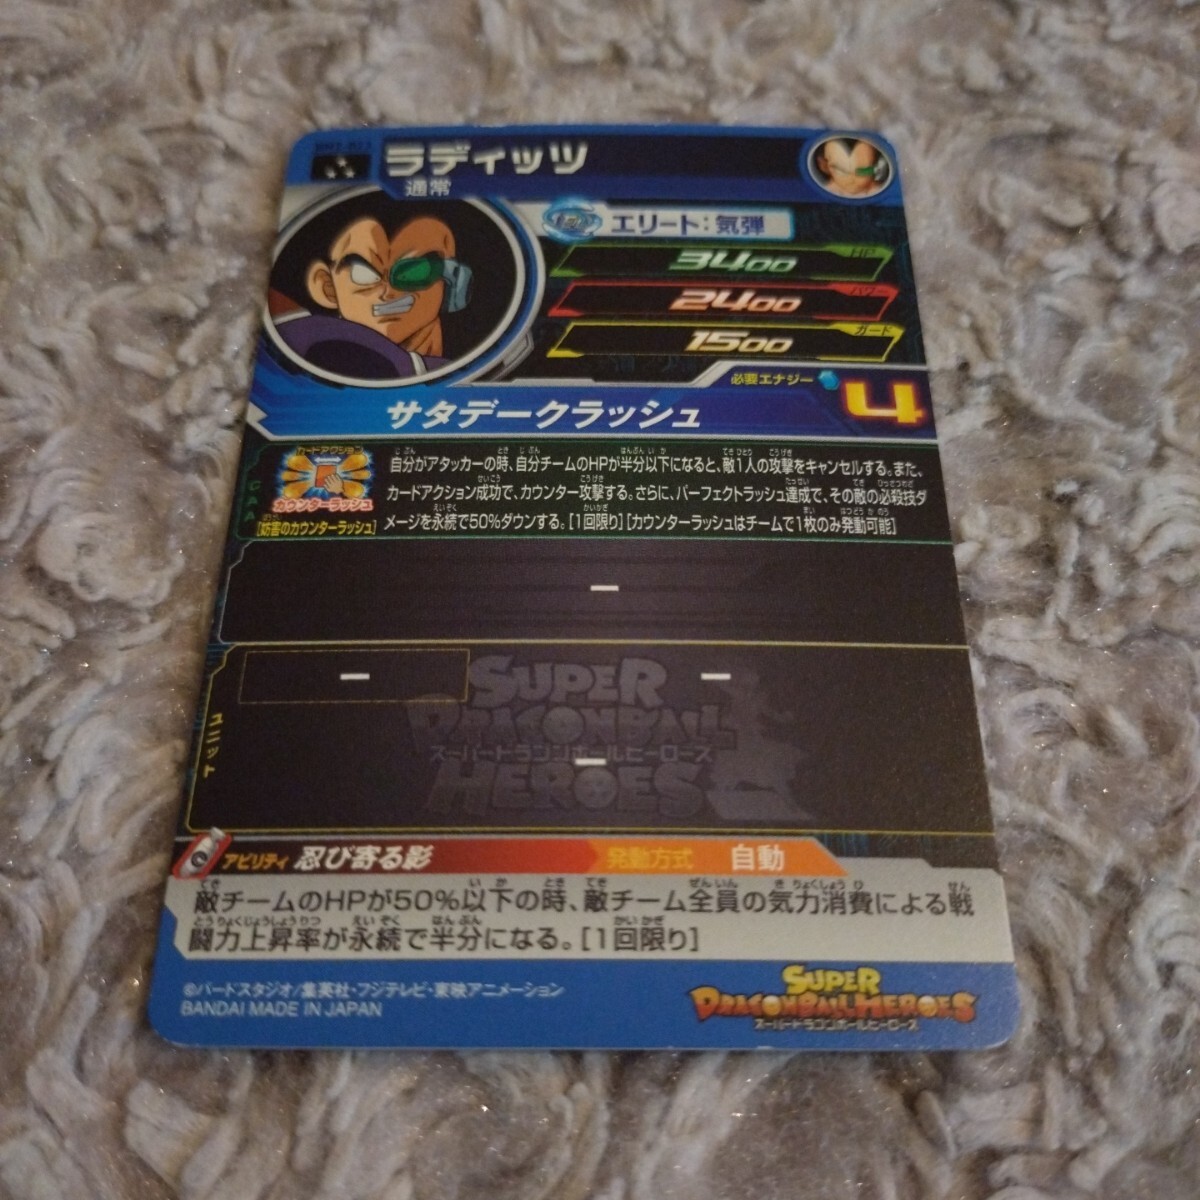 ラディッツ
通常
エリート：気弾
HP
3400
パワー
2400
ガード
1500
必要エナジー
4
サタデークラッシュ
CAA
カードアクション
カウンターラッシュ
[妨害のカウンターラッシュ]
自分がアタッカーの時、自分チームのHPが半分以下になると、敵1人の攻撃をキャンセルする。また、
カードアクション成功で、カウンター攻撃する。さらに、パーフェクトラッシュ達成で、その敵の必殺技ダ
メージを永続で50%ダウンする。[1回限り][カウンターラッシュはチームで1枚のみ発動可能]
ー
ユニット
ー
ー
ー
SUPER
DRAGONBALL
スーパードラゴンボールヒーローズ
HEROES
アビリティ 忍び寄る影
発動方式 自動
敵チームのHPが50%以下の時、敵チーム全員の気力消費による戦
闘力上昇率が永続で半分になる。[1回限り]
©バードスタジオ/集英社・フジテレビ・東映アニメーション
BANDAI MADE IN JAPAN
SUPER
DRAGONBALL HEROES
スーパードラゴンボールヒーローズ